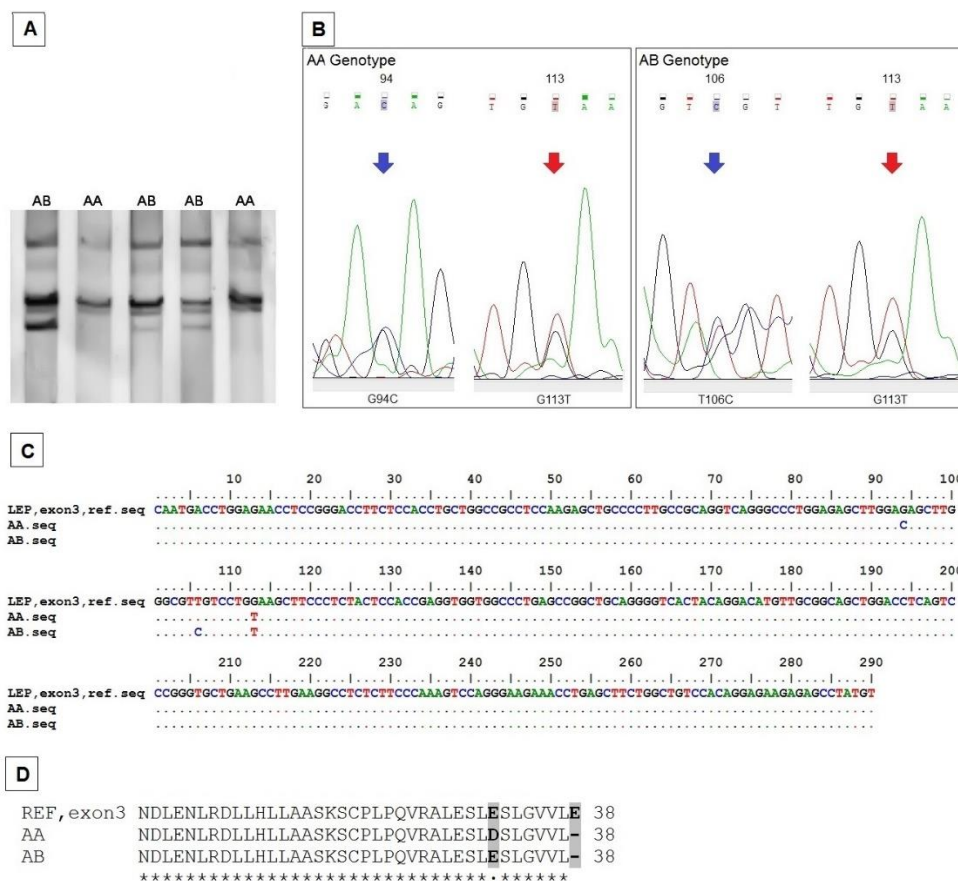 A
AB AA AB AB AA
B
AA Genotype
94 113
G A C A G T G T A A
G94C G113T
AB Genotype
106 113
G T C G T T G T A A
T106C G113T
C
10 20 30 40 50 60 70 80 90 100
LEP,exon3,ref.seq CAATGACCTGGAGAACCTCCGGGACCTTCTCCACCTGCTGGCCGCCTCCAAGAGCTGCCCCTTGCCGCAGGTCAGGGCCCTGGAGAGCTTGGAGAGCTTG
AA.seq .............................................................................................C......
AB.seq ....................................................................................................
110 120 130 140 150 160 170 180 190 200
LEP,exon3,ref.seq GGCGTTGTCCTGGAAGCTTCCCTCTACTCCACCGAGGTGGTGGCCCTGAGCCGGCTGCAGGGGTCACTACAGGACATGTTGCGGCAGCTGGACCTCAGTC
AA.seq ............T.......................................................................................
AB.seq .....C......T.......................................................................................
210 220 230 240 250 260 270 280 290
LEP,exon3,ref.seq CCGGGTGCTGAAGCCTTGAAGGCCTCTCTTCCCAAAGTCCAGGGAAGAAACCTGAGCTTCTGGCTGTCCACAGGAGAAGAGAGCCTATGT
AA.seq ..........................................................................................
AB.seq ..........................................................................................
D
REF,exon3 NDLENLRDLLHLLAASKSCPLPQVRALESLESLGVVLE 38
AA NDLENLRDLLHLLAASKSCPLPQVRALESLDSLGVVL- 38
AB NDLENLRDLLHLLAASKSCPLPQVRALESLESLGVVL- 38
******************************.******